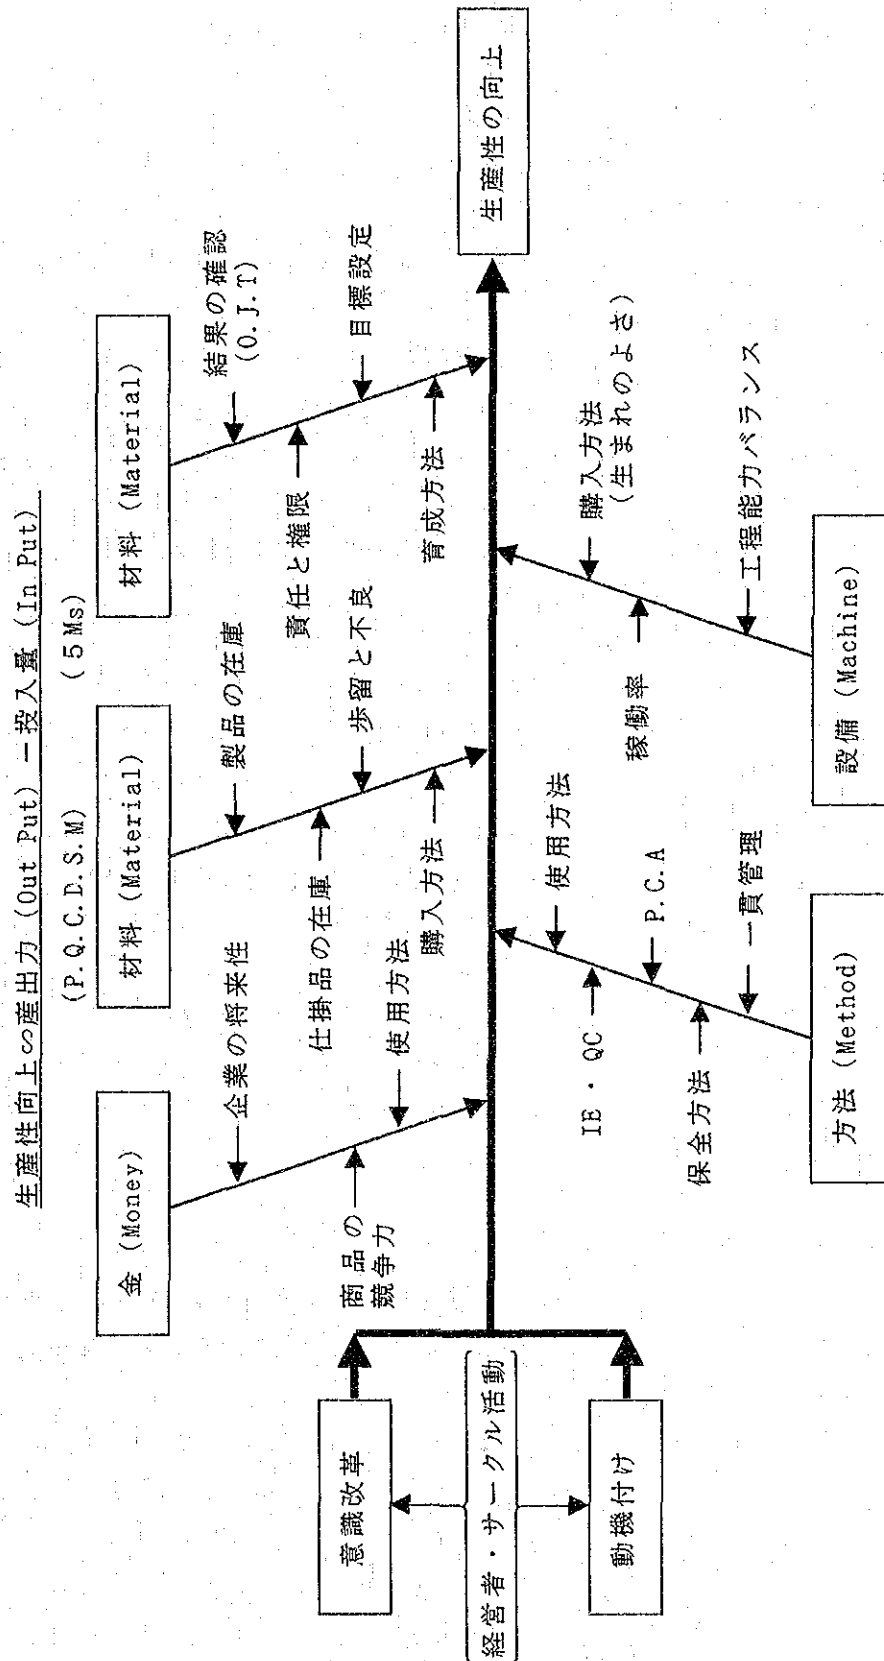 生産性向上∽産出力 (Out Put) －投入量 (In Put)
(P.Q.C.D.S.M)
(5Ms)
金 (Money)
材料 (Material)
材料 (Material)
企業の将来性
商品の
競争力
使用方法
製品の在庫
仕掛品の在庫
歩留と不良
購入方法
結果の確認
(O.J.T)
責任と権限
目標設定
育成方法
意識改革
経営者・サークル活動
動機付け
生産性の向上
使用方法
IE・QC
P.C.A
保全方法
一貫管理
購入方法
(生まれのよさ)
稼働率
工程能力バランス
方法 (Method)
設備 (Machine)